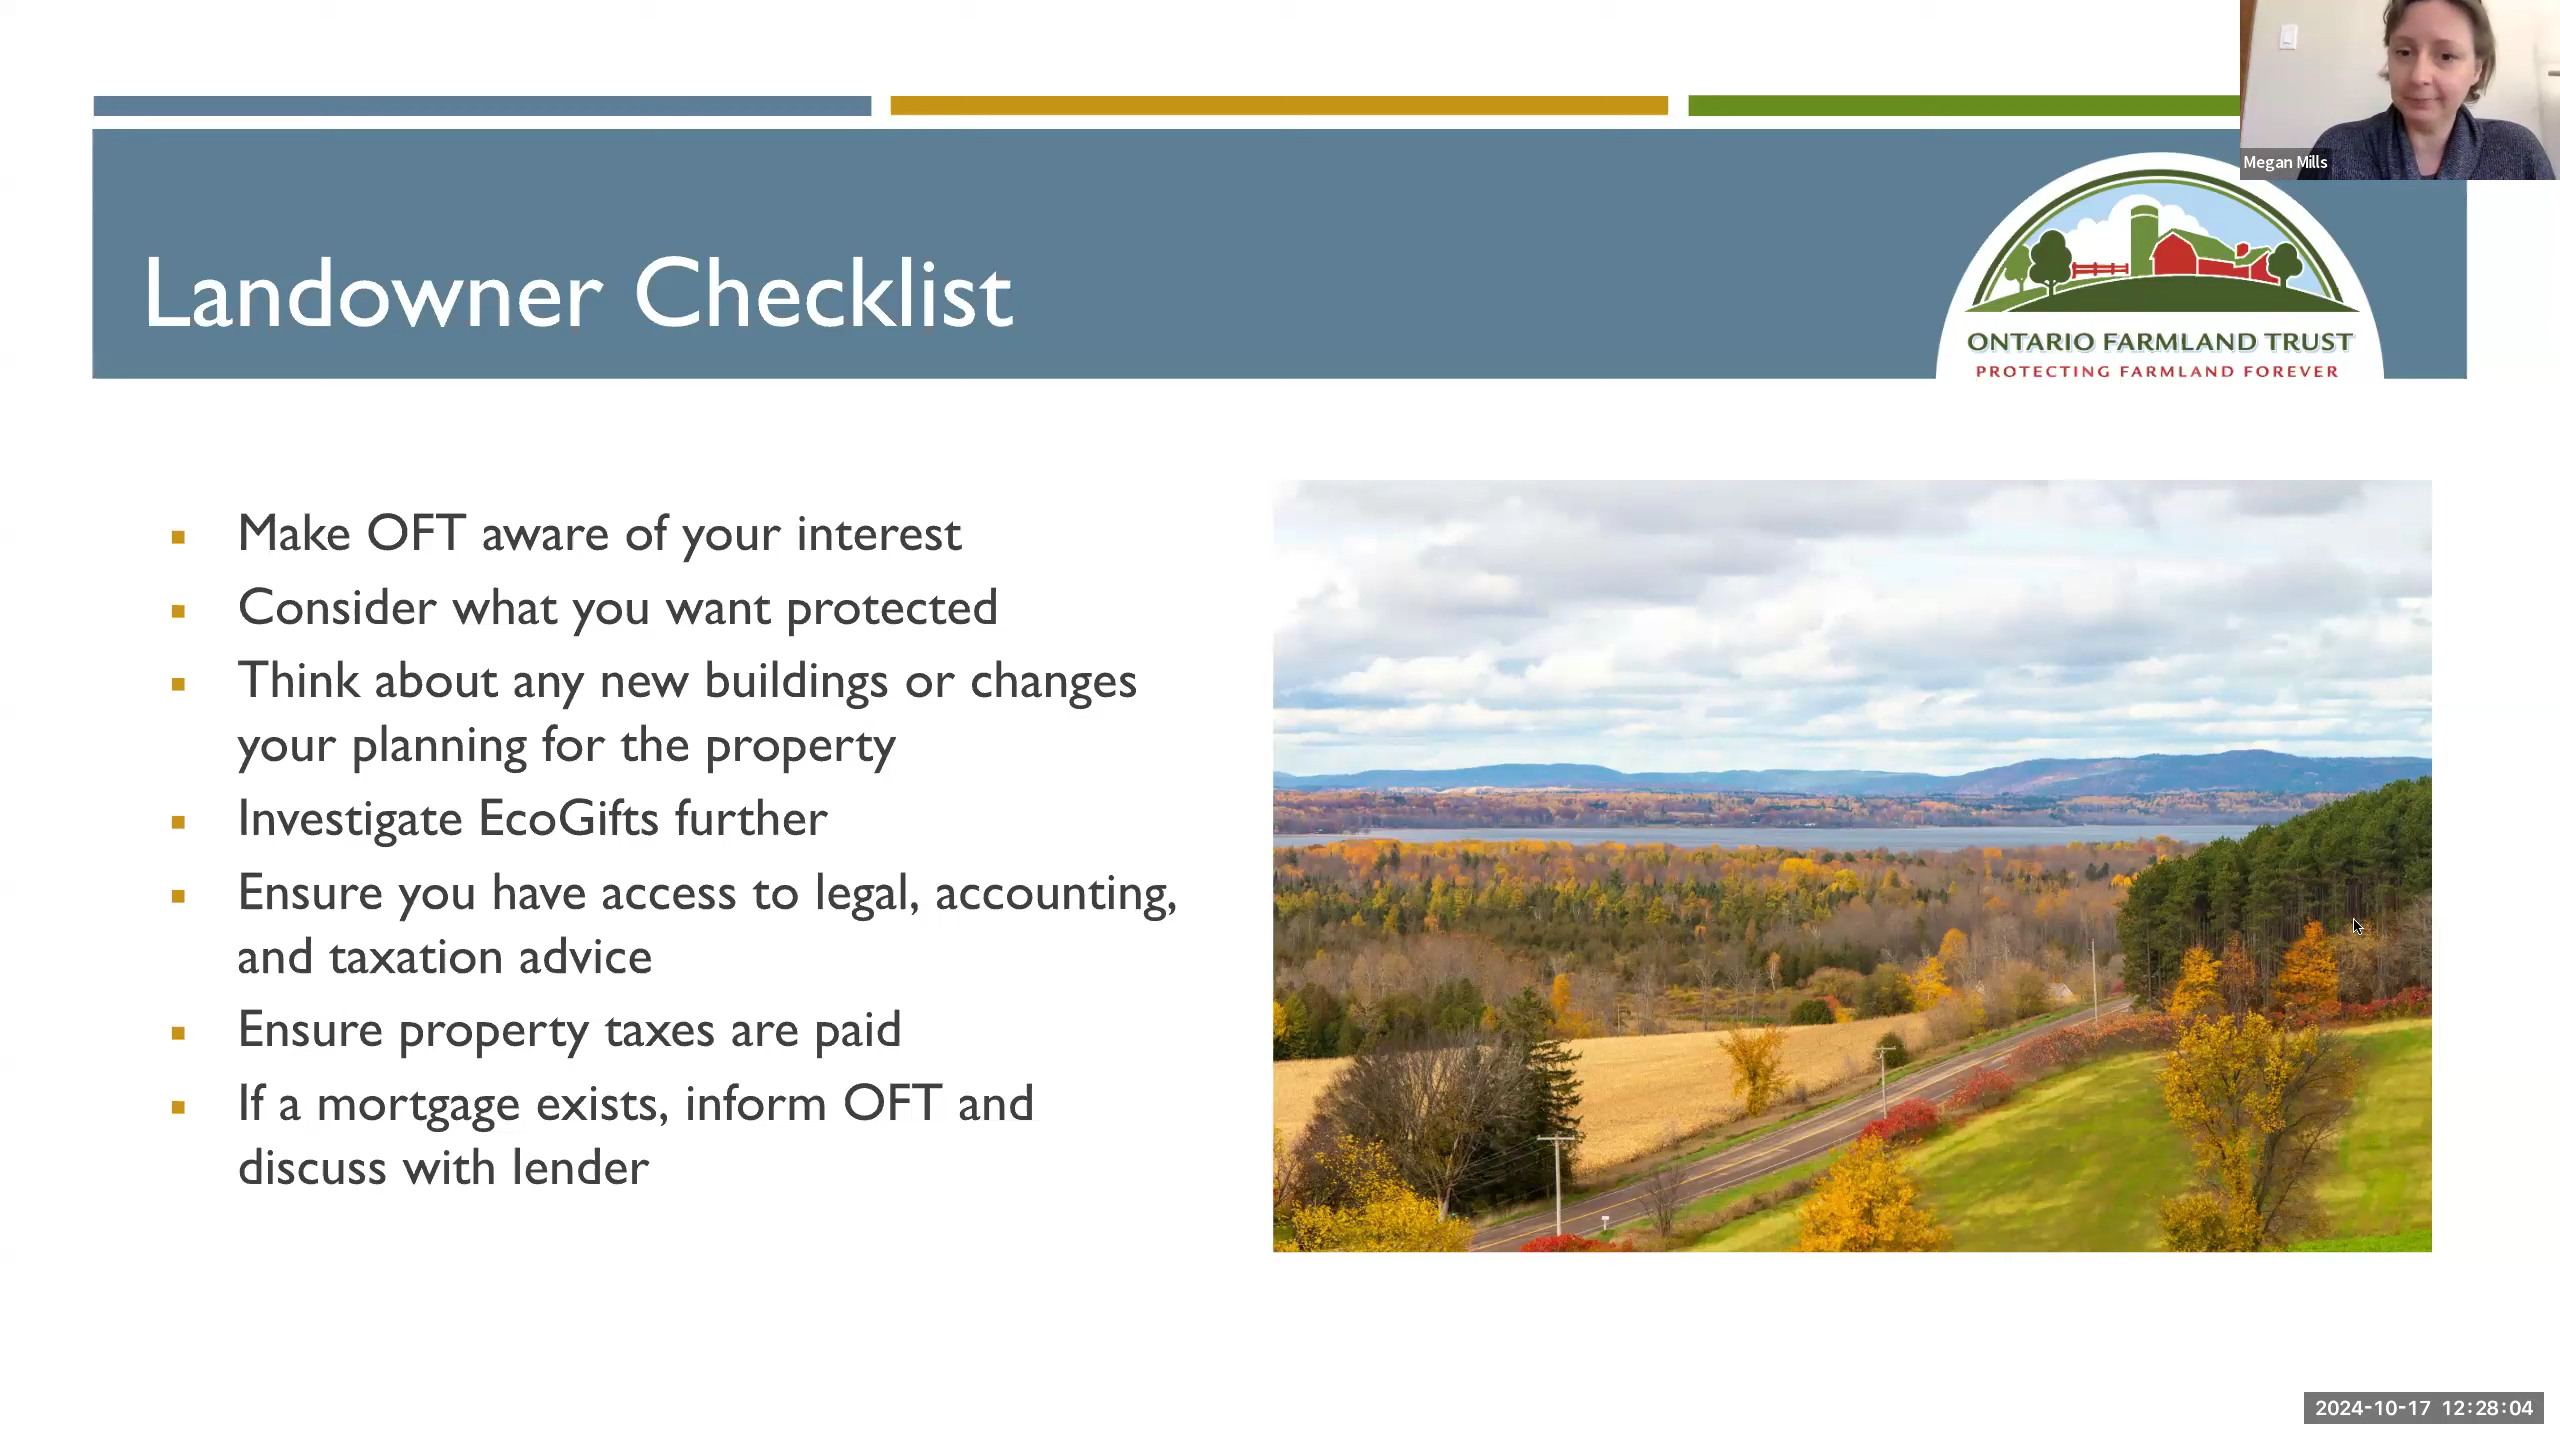 Megan Mills
Landowner Checklist
ONTARIO FARMLAND TRUST
PROTECTING FARMLAND FOREVER
Make OFT aware of your interest
Consider what you want protected
Think about any new buildings or changes
your planning for the property
Investigate EcoGifts further
Ensure you have access to legal, accounting,
and taxation advice
Ensure property taxes are paid
If a mortgage exists, inform OFT and
discuss with lender
2024-10-17 12:28:04